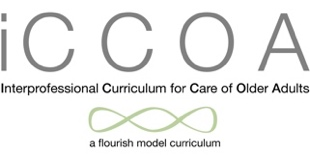 iCCOA
Interprofessional Curriculum for Care of Older Adults
a flourish model curriculum